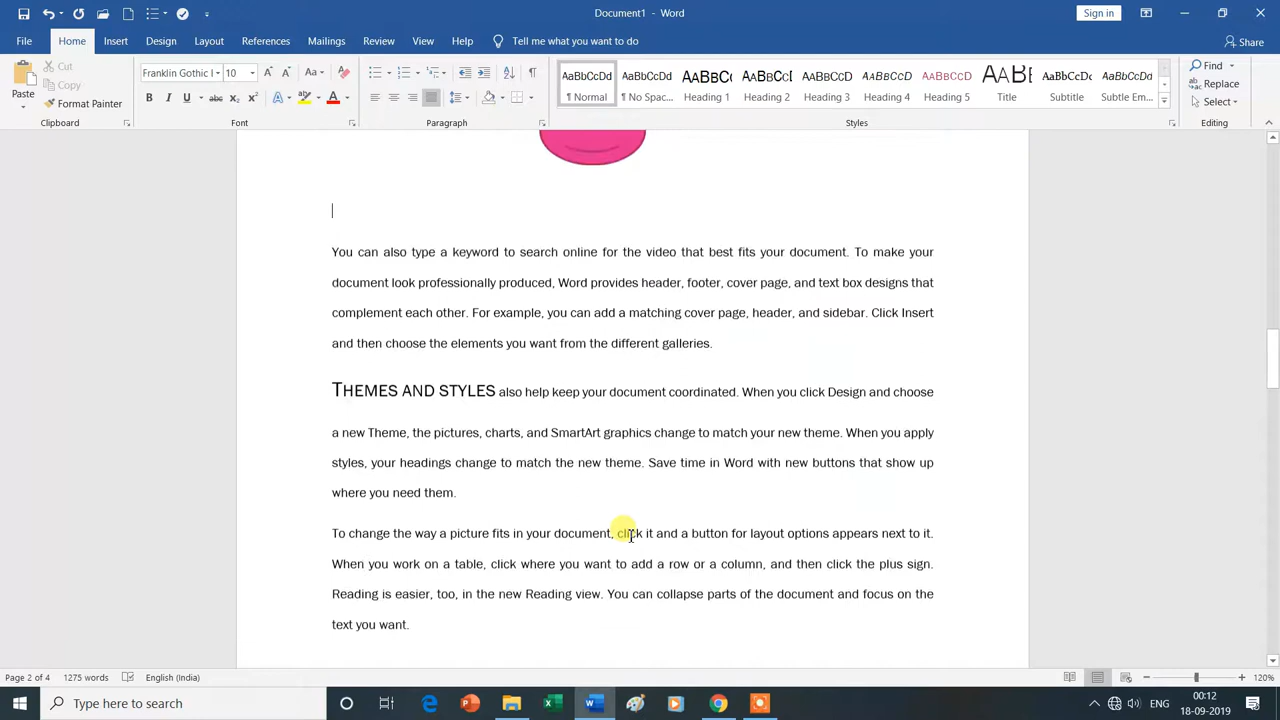 Document1 - Word
Sign in
File Home Insert Design Layout References Mailings Review View Help Tell me what you want to do Share
Paste
Cut
Copy
Format Painter
Clipboard
Franklin Gothic I 10
B I U abc X₂ X²
Font
Paragraph
AaBbCcDd AaBbCcDd AABBC AABBC AABBCCD AABBCCD AABBCCD AABB AaBbCcDd AaBbCcDd
¶ Normal ¶ No Spac... Heading 1 Heading 2 Heading 3 Heading 4 Heading 5 Title Subtitle Subtle Em...
Styles
Find
Replace
Select
Editing
You can also type a keyword to search online for the video that best fits your document. To make your
document look professionally produced, Word provides header, footer, cover page, and text box designs that
complement each other. For example, you can add a matching cover page, header, and sidebar. Click Insert
and then choose the elements you want from the different galleries.
THEMES AND STYLES also help keep your document coordinated. When you click Design and choose
a new Theme, the pictures, charts, and SmartArt graphics change to match your new theme. When you apply
styles, your headings change to match the new theme. Save time in Word with new buttons that show up
where you need them.
To change the way a picture fits in your document, click it and a button for layout options appears next to it.
When you work on a table, click where you want to add a row or a column, and then click the plus sign.
Reading is easier, too, in the new Reading view. You can collapse parts of the document and focus on the
text you want.
Page 2 of 4 1275 words English (India) 120%
Type here to search
ENG
00:12
18-09-2019